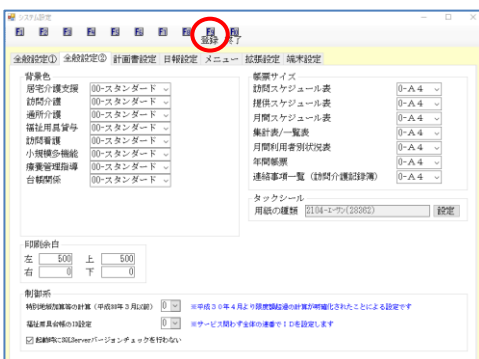 システム設定
登録 終了
全般設定① 全般設定② 計画書設定 日報設定 メニュー 拡張設定 端末設定
背景色
居宅介護支援 00-スタンダード
訪問介護 00-スタンダード
通所介護 00-スタンダード
福祉用具貸与 00-スタンダード
訪問看護 00-スタンダード
小規模多機能 00-スタンダード
療養管理指導 00-スタンダード
台帳関係 00-スタンダード
帳票サイズ
訪問スケジュール表 0-A4
提供スケジュール表 0-A4
月間スケジュール表 0-A4
集計表/一覧表 0-A4
月間利用者別状況表 0-A4
年間帳票 0-A4
連絡事項一覧(訪問介護記録簿) 0-A4
タックシール
用紙の種類 2104-エーワン(28362) 設定
印刷余白
左 500 上 500
右 0 下 0
制御系
特別地域加算等の計算(平成30年3月以前) 0 ※平成30年4月より限度額超過の計算が明確化されたことによる設定です
福祉用具台帳のID設定 0 ※サービス問わず全体の連番でIDを設定します
起動時にSQLServerバージョンチェックを行わない